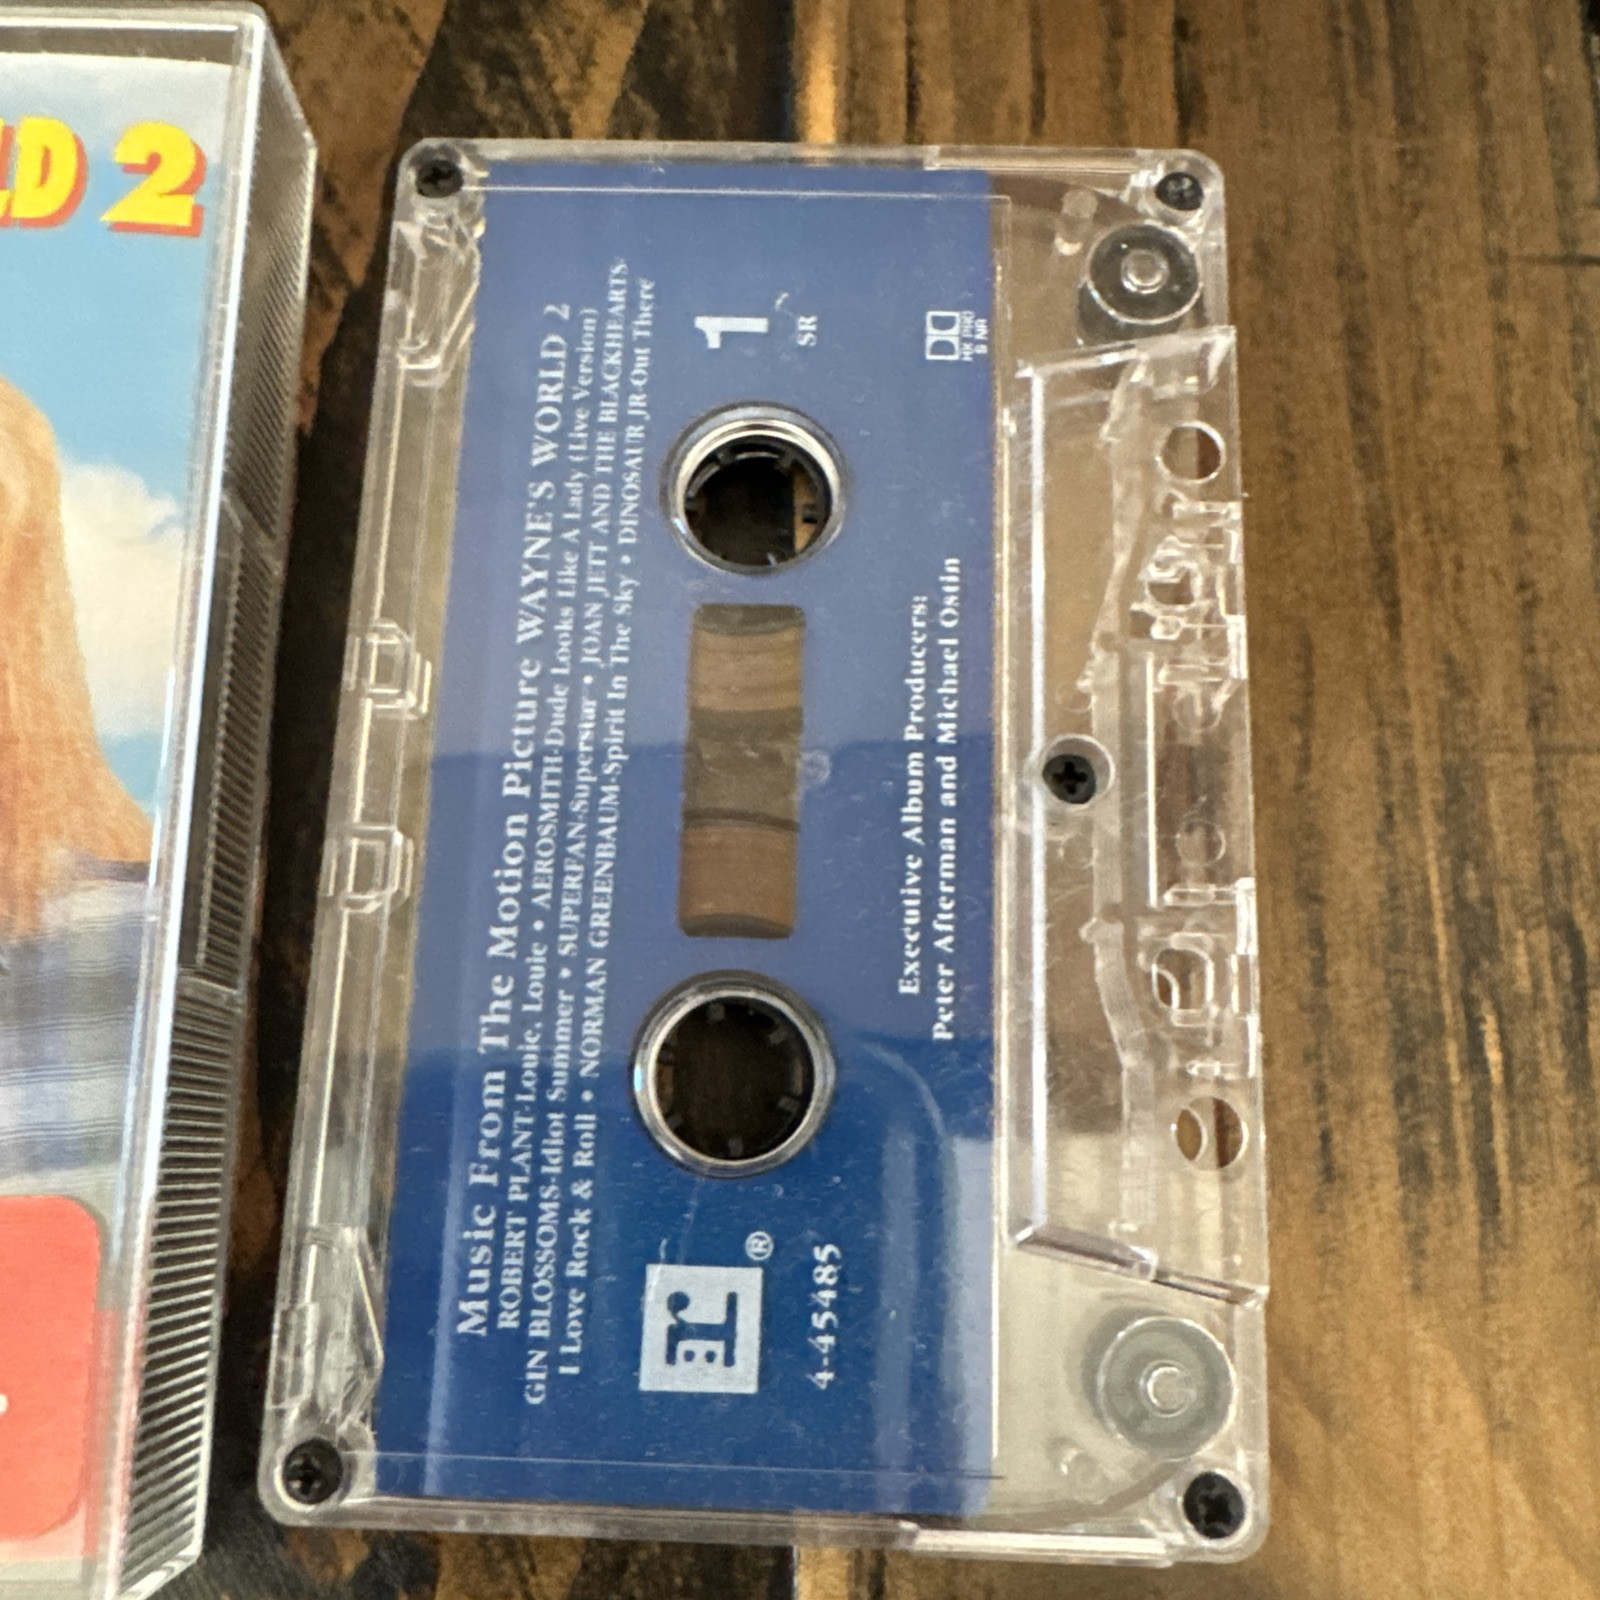 LD 2
Music From The Motion Picture WAYNE'S WORLD 2
ROBERT PLANT-Louie, Louie • AEROSMITH-Dude Looks Like A Lady (Live Version)
GIN BLOSSOMS-Idiot Summer • SUPERFAN-Superstar • JOAN JETT AND THE BLACKHEARTS-
I Love Rock & Roll • NORMAN GREENBAUM-Spirit In The Sky • DINOSAUR JR-Out There
1
SR
r:
®
4-45485
Executive Album Producers:
Peter Afterman and Michael Ostin
HX PRO
B NR